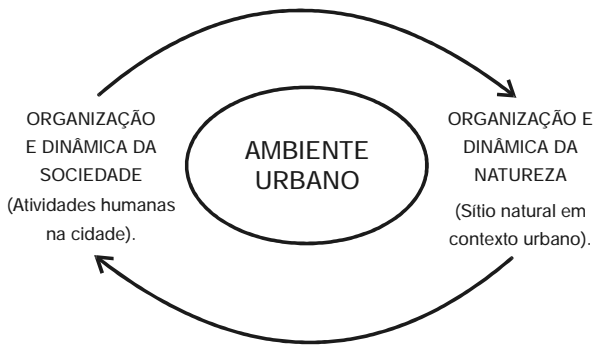 ORGANIZAÇÃO
E DINÂMICA DA
SOCIEDADE
(Atividades humanas
na cidade).
AMBIENTE
URBANO
ORGANIZAÇÃO E
DINÂMICA DA
NATUREZA
(Sítio natural em
contexto urbano).